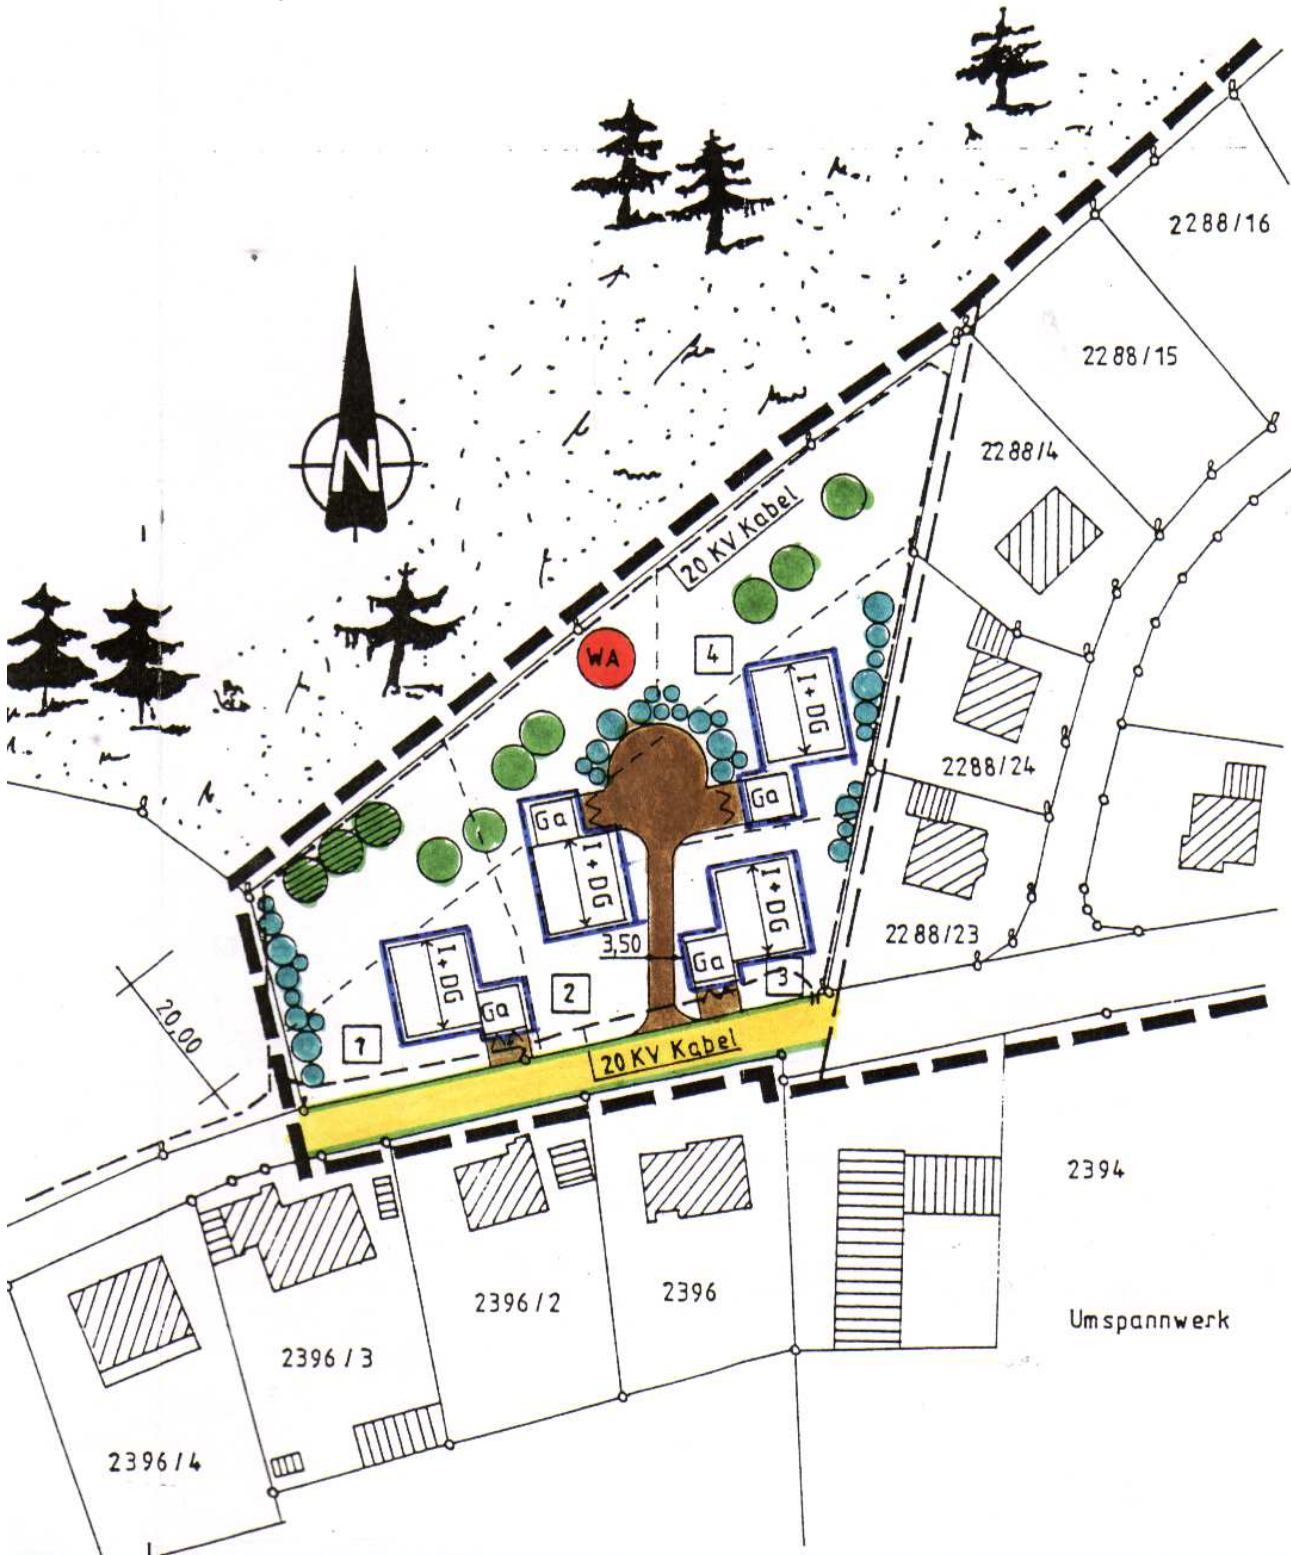 2288/16
2288/15
N
2288/4
20 KV Kabel
WA
4
I + DG
2288/24
Ga
Ga
I + DG
I + DG
2288/23
3,50
I + DG
Ga
3
2
Ga
20,00
1
20 KV Kabel
2394
2396/2
2396
Umspannwerk
2396/3
2396/4